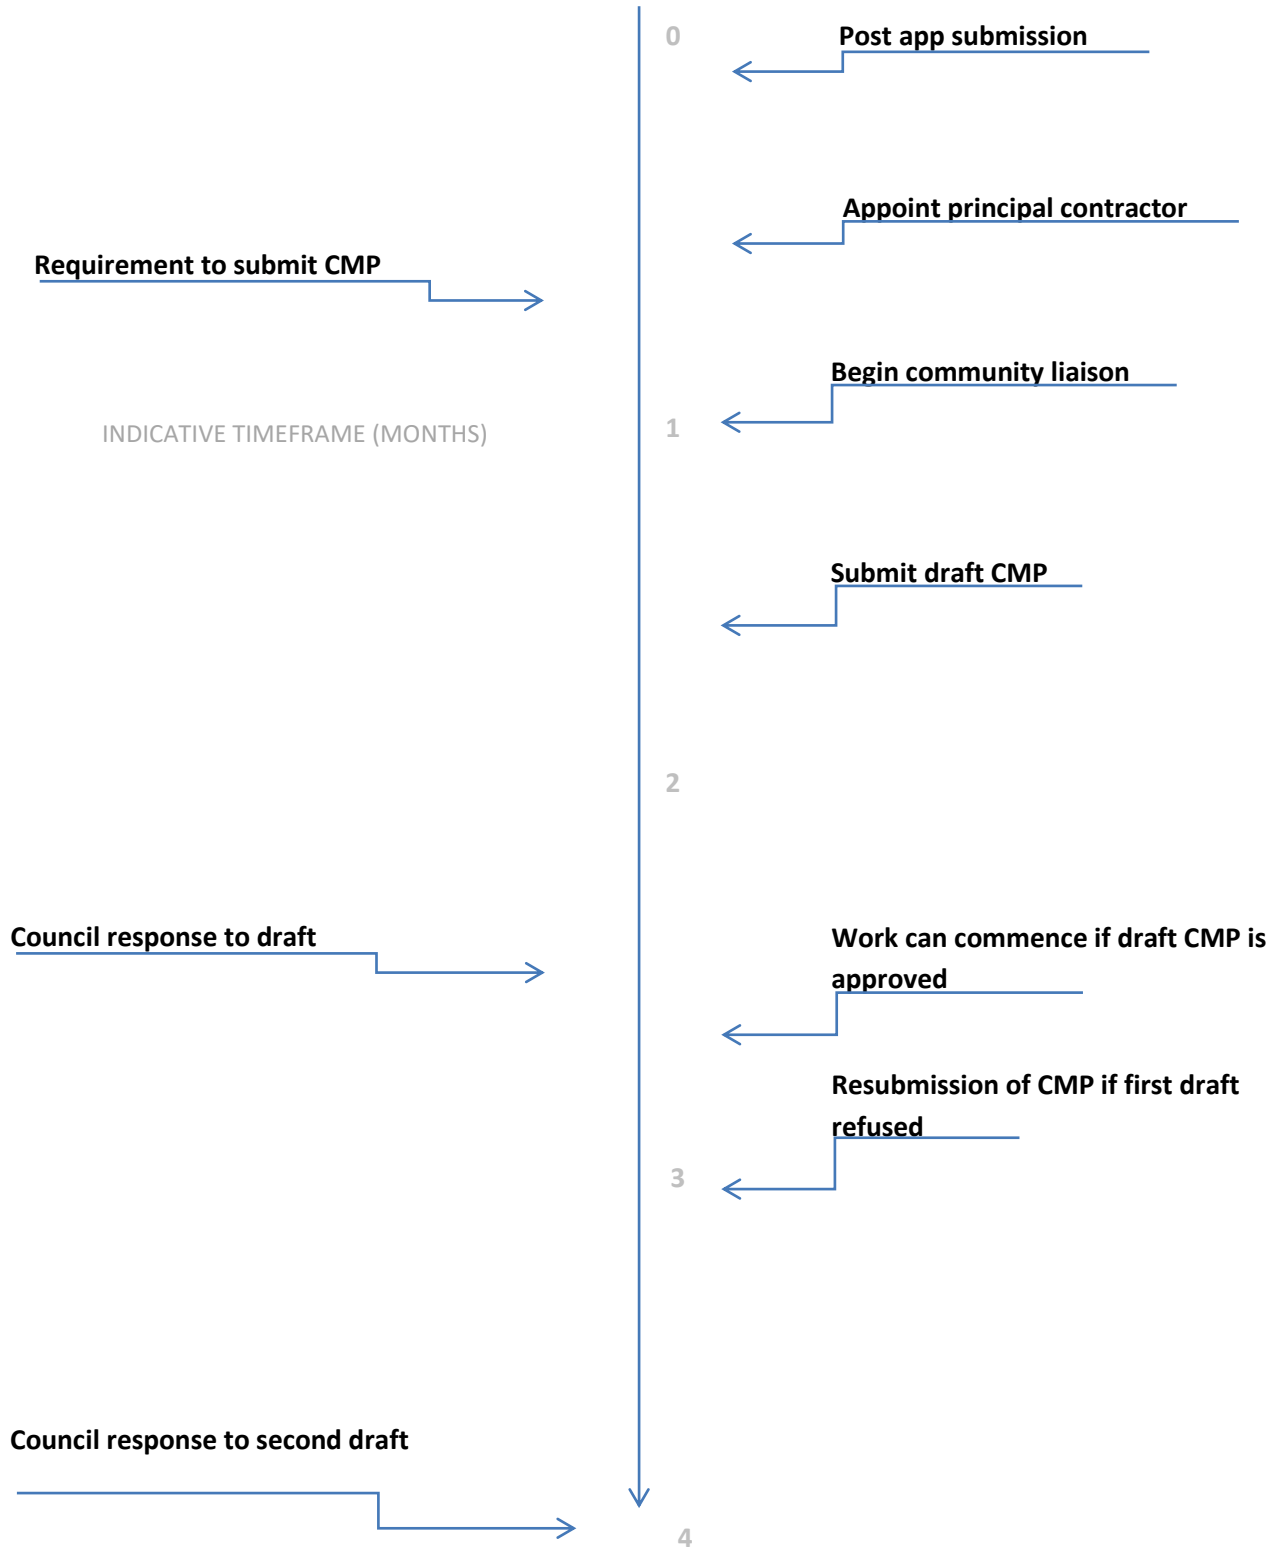 0
Post app submission
Appoint principal contractor
Requirement to submit CMP
Begin community liaison
INDICATIVE TIMEFRAME (MONTHS)
1
Submit draft CMP
2
Council response to draft
Work can commence if draft CMP is
approved
Resubmission of CMP if first draft
refused
3
Council response to second draft
4